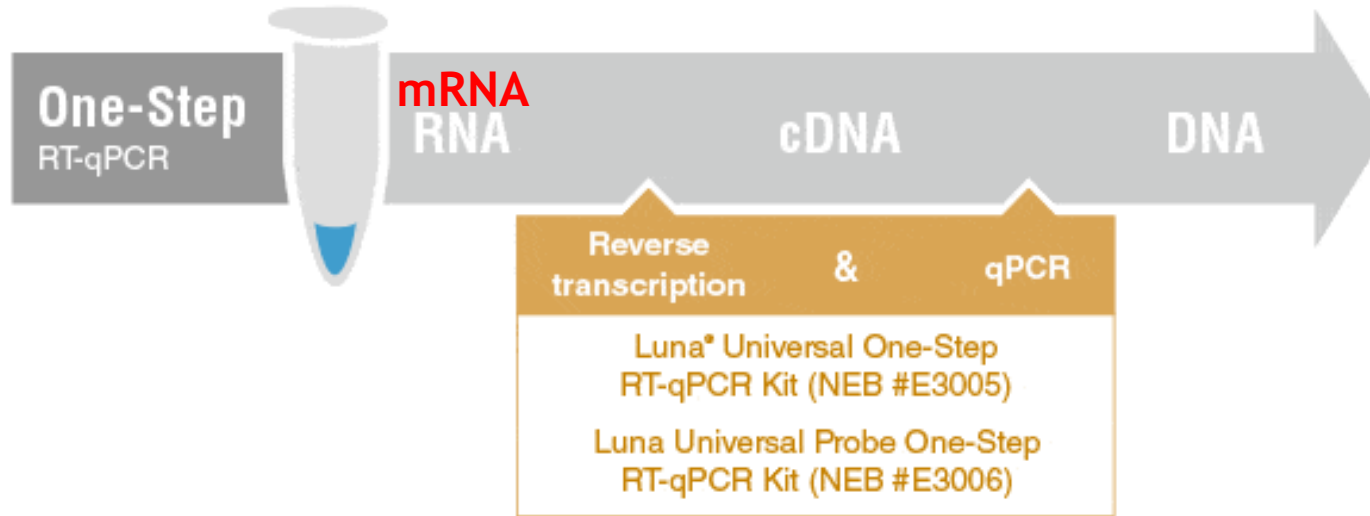 One-Step
RT-qPCR
mRNA
RNA
cDNA
DNA
Reverse
transcription
&
qPCR
Luna® Universal One-Step
RT-qPCR Kit (NEB #E3005)
Luna Universal Probe One-Step
RT-qPCR Kit (NEB #E3006)